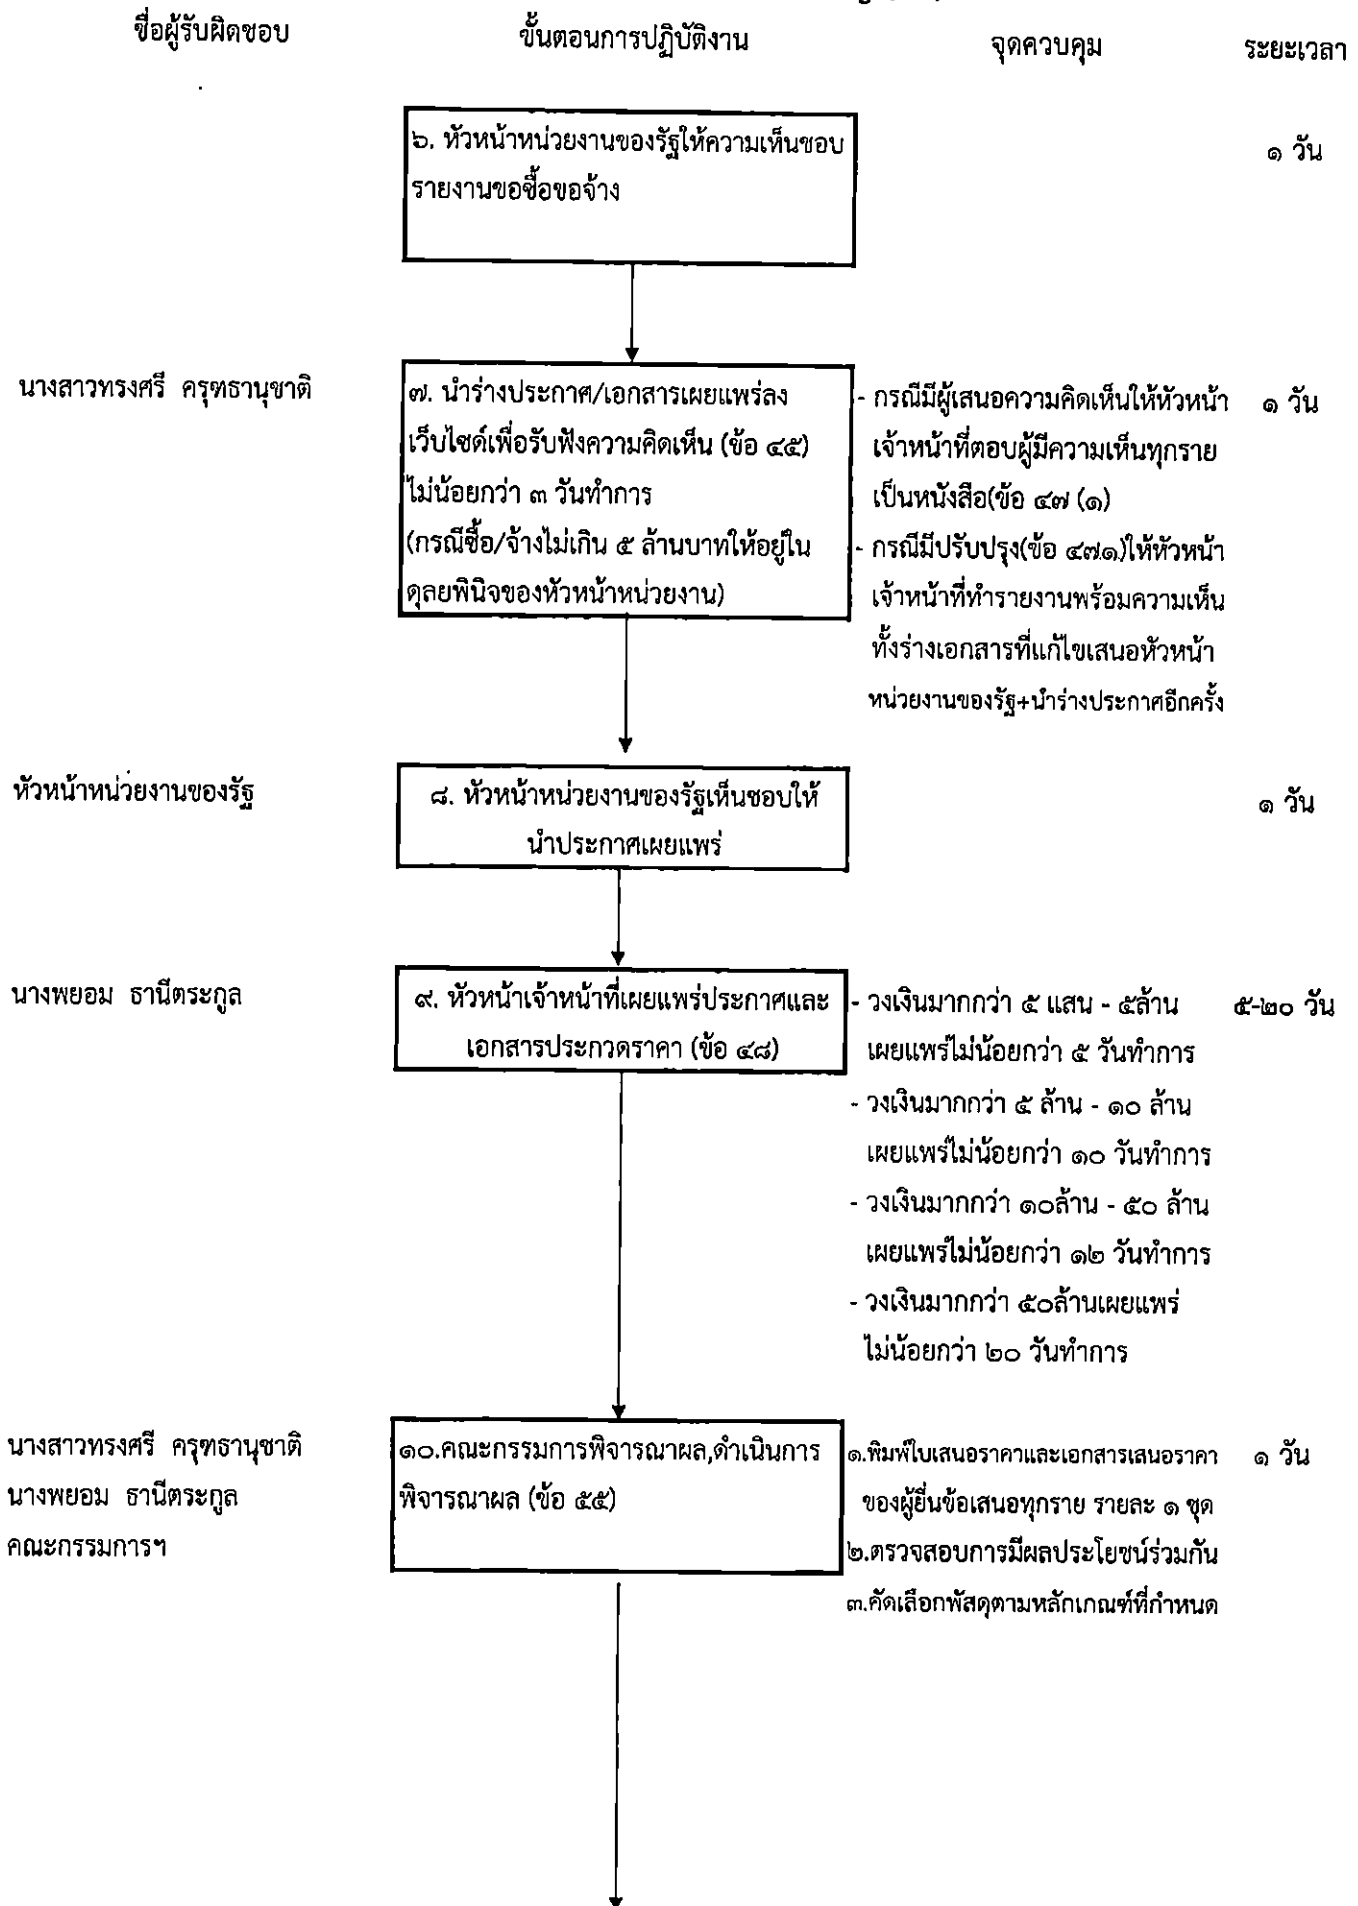 ชื่อผู้รับผิดชอบ ขั้นตอนการปฏิบัติงาน จุดควบคุม ระยะเวลา
๖. หัวหน้าหน่วยงานของรัฐให้ความเห็นชอบ
รายงานขอซื้อขอจ้าง
๑ วัน
นางสาวทรงศรี ครุฑธานุชาติ
๗. นำร่างประกาศ/เอกสารเผยแพร่ลง
เว็บไซด์เพื่อรับฟังความคิดเห็น (ข้อ ๔๕)
ไม่น้อยกว่า ๓ วันทำการ
(กรณีซื้อ/จ้างไม่เกิน ๕ ล้านบาทให้อยู่ใน
ดุลยพินิจของหัวหน้าหน่วยงาน)
- กรณีมีผู้เสนอความคิดเห็นให้หัวหน้า
เจ้าหน้าที่ตอบผู้มีความเห็นทุกราย
เป็นหนังสือ(ข้อ ๔๗ (๑)
- กรณีมีปรับปรุง(ข้อ ๔๗.๑)ให้หัวหน้า
เจ้าหน้าที่ทำรายงานพร้อมความเห็น
ทั้งร่างเอกสารที่แก้ไขเสนอหัวหน้า
หน่วยงานของรัฐ+นำร่างประกาศอีกครั้ง
๑ วัน
หัวหน้าหน่วยงานของรัฐ
๘. หัวหน้าหน่วยงานของรัฐเห็นชอบให้
นำประกาศเผยแพร่
๑ วัน
นางพยอม ธานีตระกูล
๙. หัวหน้าเจ้าหน้าที่เผยแพร่ประกาศและ
เอกสารประกวดราคา (ข้อ ๔๘)
- วงเงินมากกว่า ๕ แสน - ๕ล้าน
เผยแพร่ไม่น้อยกว่า ๕ วันทำการ
- วงเงินมากกว่า ๕ ล้าน - ๑๐ ล้าน
เผยแพร่ไม่น้อยกว่า ๑๐ วันทำการ
- วงเงินมากกว่า ๑๐ล้าน - ๕๐ ล้าน
เผยแพร่ไม่น้อยกว่า ๑๒ วันทำการ
- วงเงินมากกว่า ๕๐ล้านเผยแพร่
ไม่น้อยกว่า ๒๐ วันทำการ
๕-๒๐ วัน
นางสาวทรงศรี ครุฑธานุชาติ
นางพยอม ธานีตระกูล
คณะกรรมการฯ
๑๐.คณะกรรมการพิจารณาผล,ดำเนินการ
พิจารณาผล (ข้อ ๕๕)
๑.พิมพ์ใบเสนอราคาและเอกสารเสนอราคา
ของผู้ยื่นข้อเสนอทุกราย รายละ ๑ ชุด
๒.ตรวจสอบการมีผลประโยชน์ร่วมกัน
๓.คัดเลือกพัสดุตามหลักเกณฑ์ที่กำหนด
๑ วัน